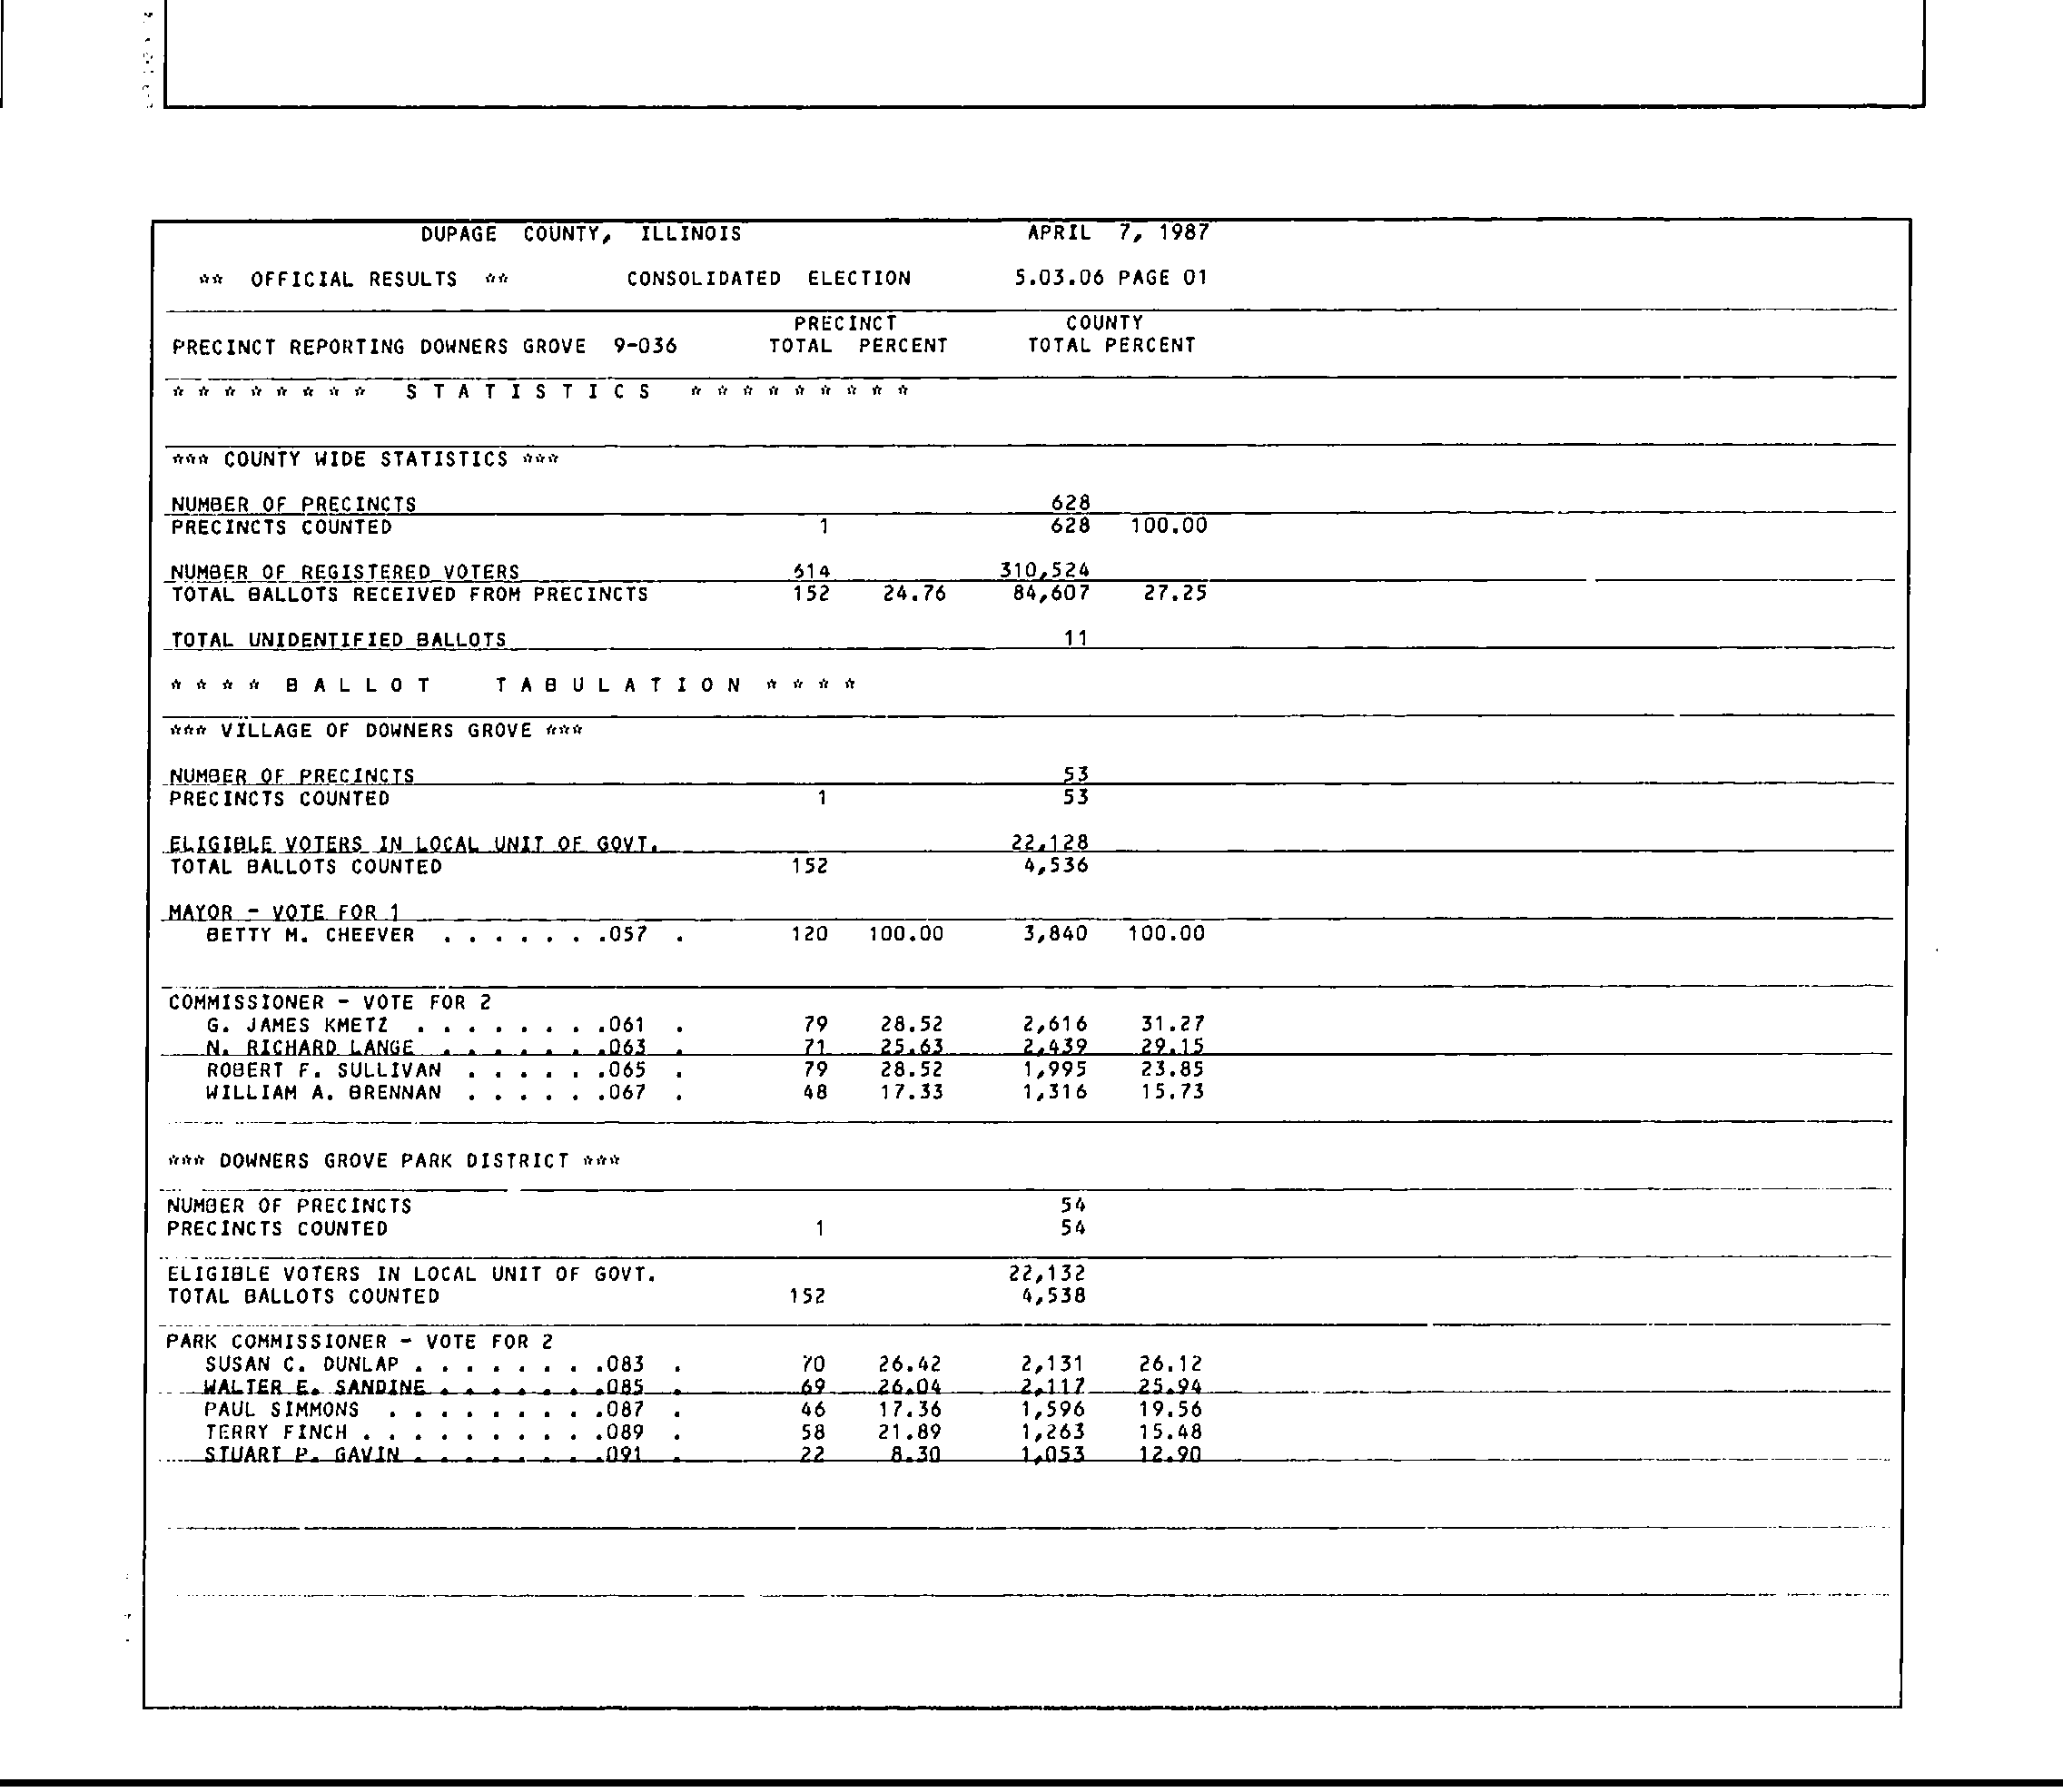 DUPAGE COUNTY, ILLINOIS APRIL 7, 1987
** OFFICIAL RESULTS ** CONSOLIDATED ELECTION 5.03.06 PAGE 01
PRECINCT COUNTY
PRECINCT REPORTING DOWNERS GROVE 9-036 TOTAL PERCENT TOTAL PERCENT
* * * * * * * * S T A T I S T I C S * * * * * * * * *
*** COUNTY WIDE STATISTICS ***
NUMBER OF PRECINCTS 628
PRECINCTS COUNTED 1 628 100.00
NUMBER OF REGISTERED VOTERS 614 310,524
TOTAL BALLOTS RECEIVED FROM PRECINCTS 152 24.76 84,607 27.25
TOTAL UNIDENTIFIED BALLOTS 11
* * * * B A L L O T T A B U L A T I O N * * * *
*** VILLAGE OF DOWNERS GROVE ***
NUMBER OF PRECINCTS 53
PRECINCTS COUNTED 1 53
ELIGIBLE VOTERS IN LOCAL UNIT OF GOVT. 22,128
TOTAL BALLOTS COUNTED 152 4,536
MAYOR - VOTE FOR 1
BETTY M. CHEEVER . . . . . . .057 . 120 100.00 3,840 100.00
COMMISSIONER - VOTE FOR 2
G. JAMES KMETZ . . . . . . . .061 . 79 28.52 2,616 31.27
N. RICHARD LANGE . . . . . . .063 . 71 25.63 2,439 29.15
ROBERT F. SULLIVAN . . . . . .065 . 79 28.52 1,995 23.85
WILLIAM A. BRENNAN . . . . . .067 . 48 17.33 1,316 15.73
*** DOWNERS GROVE PARK DISTRICT ***
NUMBER OF PRECINCTS 54
PRECINCTS COUNTED 1 54
ELIGIBLE VOTERS IN LOCAL UNIT OF GOVT. 22,132
TOTAL BALLOTS COUNTED 152 4,538
PARK COMMISSIONER - VOTE FOR 2
SUSAN C. DUNLAP . . . . . . . .083 . 70 26.42 2,131 26.12
WALTER E. SANDINE . . . . . . .085 . 69 26.04 2,117 25.94
PAUL SIMMONS . . . . . . . . .087 . 46 17.36 1,596 19.56
TERRY FINCH . . . . . . . . . .089 . 58 21.89 1,263 15.48
STUART P. GAVIN . . . . . . . .091 . 22 8.30 1,053 12.90